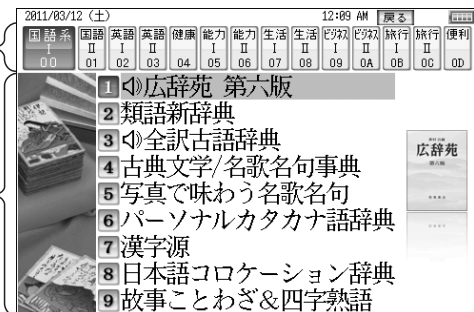 2011/03/12 (土) 12:09 AM 戻る
国語系 I 00
国語 II 01
英語 I 02
英語 II 03
健康 04
能力 I 05
能力 II 06
生活 I 07
生活 II 08
ビジネス I 09
ビジネス II 0A
旅行 I 0B
旅行 II 0C
便利 0D
1 広辞苑 第六版
2 類語新辞典
3 全訳古語辞典
4 古典文学/名歌名句事典
5 写真で味わう名歌名句
6 パーソナルカタカナ語辞典
7 漢字源
8 日本語コロケーション辞典
9 故事ことわざ&四字熟語
広辞苑
第六版